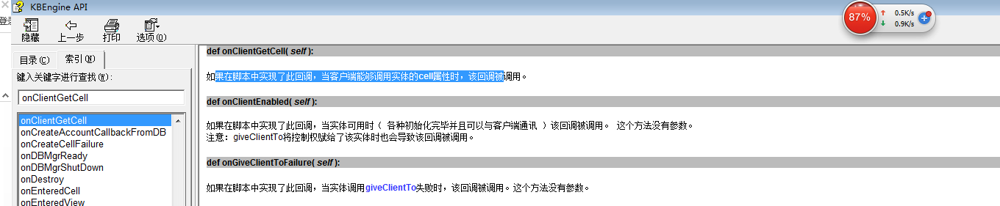 KBEngine API
87%
0.5K/s
0.9K/s
登录
隐藏
上一步
打印
选项(O)
目录(C)
索引(N)
键入关键字进行查找(W):
onClientGetCell
onClientGetCell
onCreateAccountCallbackFromDB
onCreateCellFailure
onDBMgrReady
onDBMgrShutDown
onDestroy
onEnteredCell
onEnteredView
def onClientGetCell( self ):
如果在脚本中实现了此回调，当客户端能够调用实体的cell属性时，该回调被调用。
def onClientEnabled( self ):
如果在脚本中实现了此回调，当实体可用时（ 各种初始化完毕并且可以与客户端通讯 ）该回调被调用。 这个方法没有参数。
注意：giveClientTo将控制权赋给了该实体时也会导致该回调被调用。
def onGiveClientToFailure( self ):
如果在脚本中实现了此回调，当实体调用giveClientTo失败时，该回调被调用。这个方法没有参数。